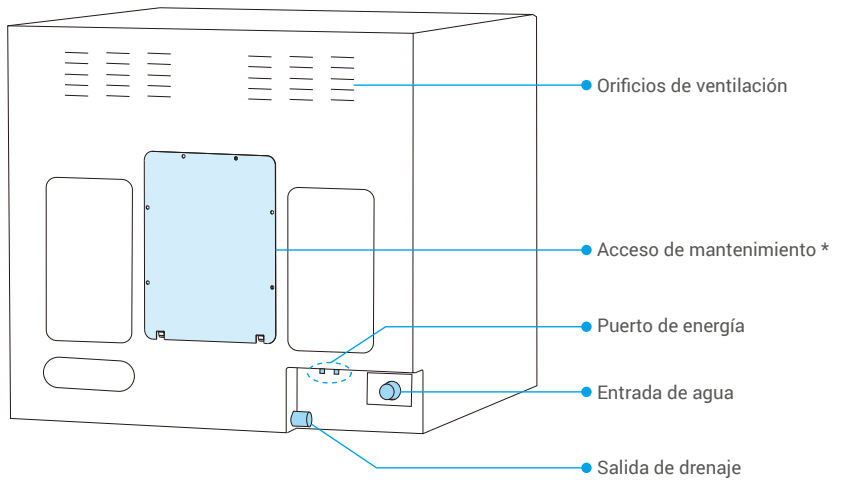 Orificios de ventilación
Acceso de mantenimiento *
Puerto de energía
Entrada de agua
Salida de drenaje